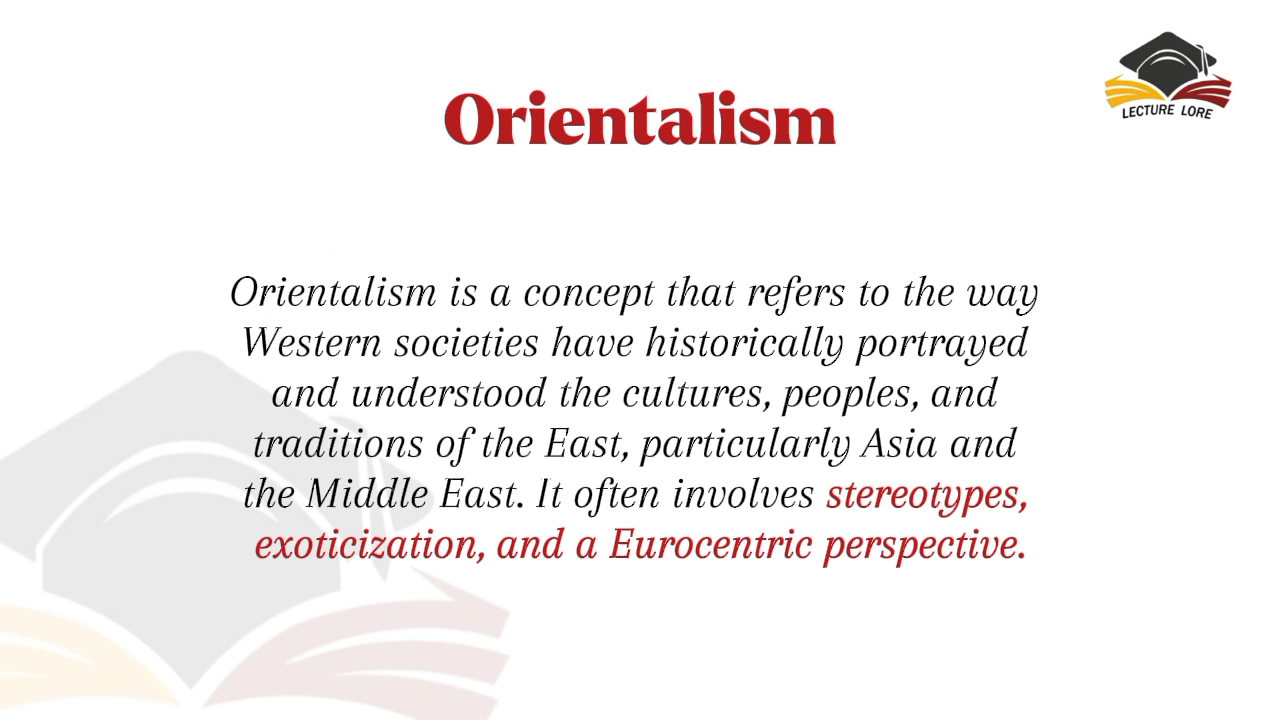 Orientalism
LECTURE LORE
Orientalism is a concept that refers to the way
Western societies have historically portrayed
and understood the cultures, peoples, and
traditions of the East, particularly Asia and
the Middle East. It often involves stereotypes,
exoticization, and a Eurocentric perspective.